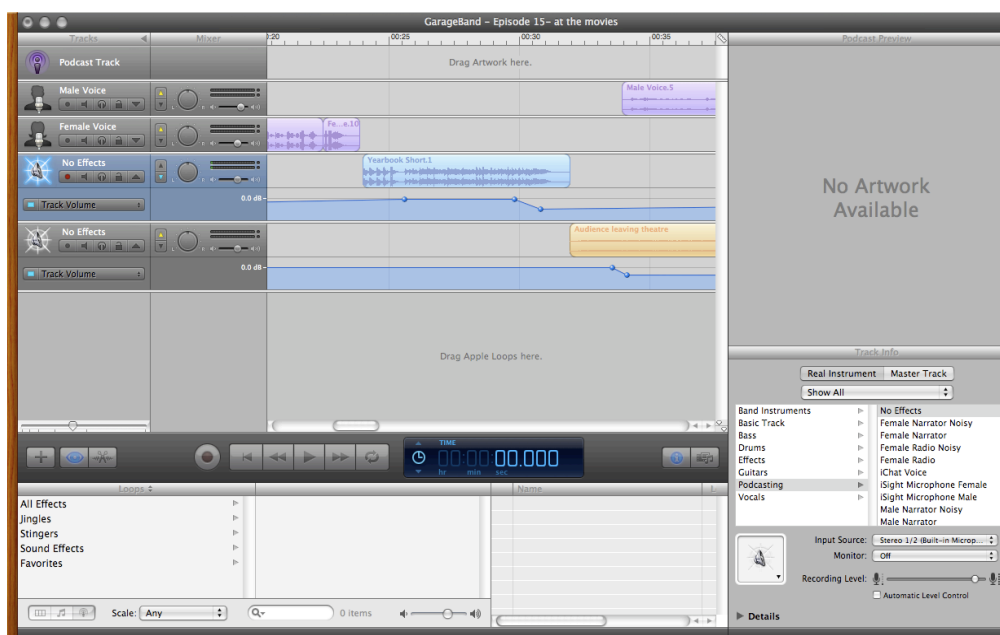 GarageBand – Episode 15– at the movies
Tracks
Mixer
00:25
00:30
00:35
Podcast Preview
Podcast Track
Drag Artwork here.
Male Voice
Male Voice.5
Female Voice
Fe...e.10
No Effects
Yearbook Short.1
Track Volume
0.0 dB
No Effects
Audience leaving theatre
Track Volume
0.0 dB
Drag Apple Loops here.
No Artwork
Available
Track Info
Real Instrument
Master Track
Show All
Band Instruments
Basic Track
Bass
Drums
Effects
Guitars
Podcasting
Vocals
No Effects
Female Narrator Noisy
Female Narrator
Female Radio Noisy
Female Radio
iChat Voice
iSight Microphone Female
iSight Microphone Male
Male Narrator Noisy
Male Narrator
TIME
00:00:00.000
hr min sec
Loops
Name
All Effects
Jingles
Stingers
Sound Effects
Favorites
Input Source: Stereo 1/2 (Built-in Microp...
Monitor: Off
Recording Level:
Automatic Level Control
Details
Scale: Any
0 items